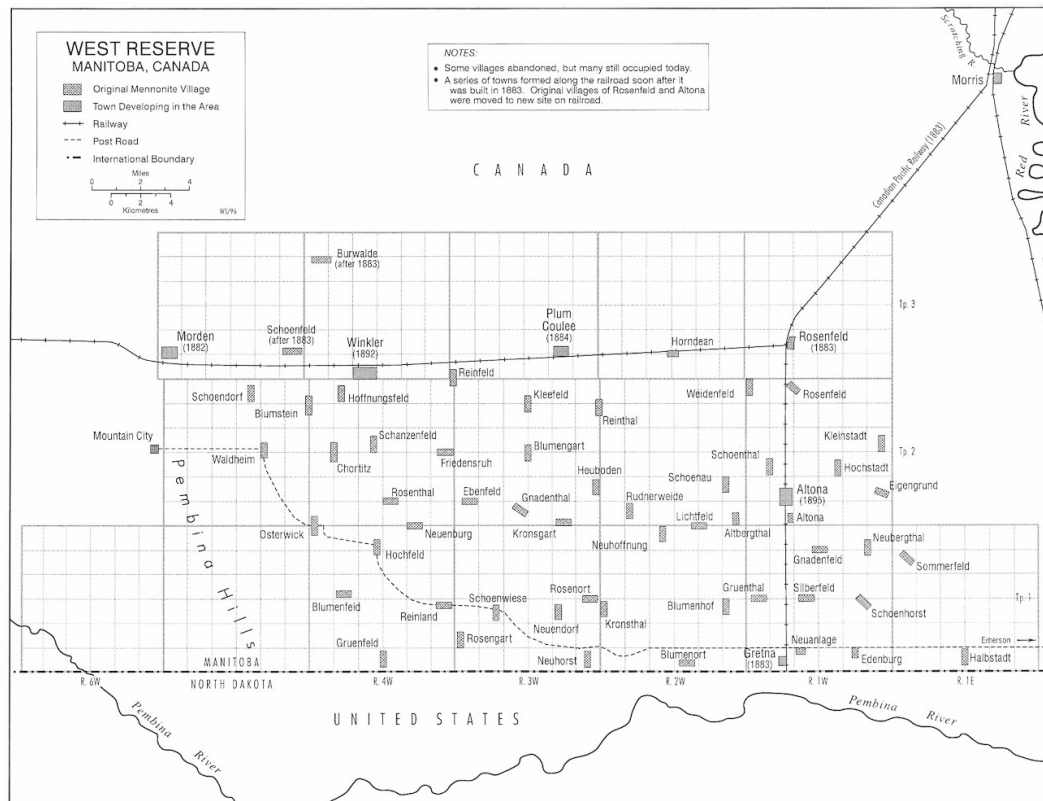 WEST RESERVE
MANITOBA, CANADA
Original Mennonite Village
Town Developing in the Area
Railway
Post Road
International Boundary
Miles
0 2 4
0 2 4
Kilometres
WS/96
NOTES:
• Some villages abandoned, but many still occupied today.
• A series of towns formed along the railroad soon after it
was built in 1883. Original villages of Rosenfeld and Altona
were moved to new site on railroad.
Scratching R.
Morris
Red River
Canadian Pacific Railway (1883)
CANADA
Burwalde
(after 1883)
Tp. 3
Morden
(1882)
Schoenfeld
(after 1883)
Winkler
(1892)
Plum
Coulee
(1884)
Horndean
Rosenfeld
(1883)
Reinfeld
Schoendorf
Blumstein
Hoffnungsfeld
Kleefeld
Reinthal
Weidenfeld
Rosenfeld
Mountain City
Waldheim
Chortitz
Schanzenfeld
Friedensruh
Blumengart
Heuboden
Schoenthal
Kleinstadt
Hochstadt
Tp. 2
Pembina Hills
Rosenthal
Ebenfeld
Gnadenthal
Rudnerweide
Schoenau
Altona
(1895)
Eigengrund
Osterwick
Neuenburg
Kronsgart
Lichtfeld
Altbergthal
Altona
Hochfeld
Neuhoffnung
Gnadenfeld
Neubergthal
Sommerfeld
Blumenfeld
Reinland
Schoenwiese
Rosenort
Neuendorf
Kronsthal
Blumenhof
Gruenthal
Silberfeld
Schoenhorst
Tp. 1
Gruenfeld
Rosengart
Neuhorst
Blumenort
Gretna
(1883)
Neuanlage
Edenburg
Halbstadt
Emerson
MANITOBA
NORTH DAKOTA
R. 6W
R. 4W
R. 3W
R. 2W
R. 1W
R. 1E
UNITED STATES
Pembina River
Pembina River